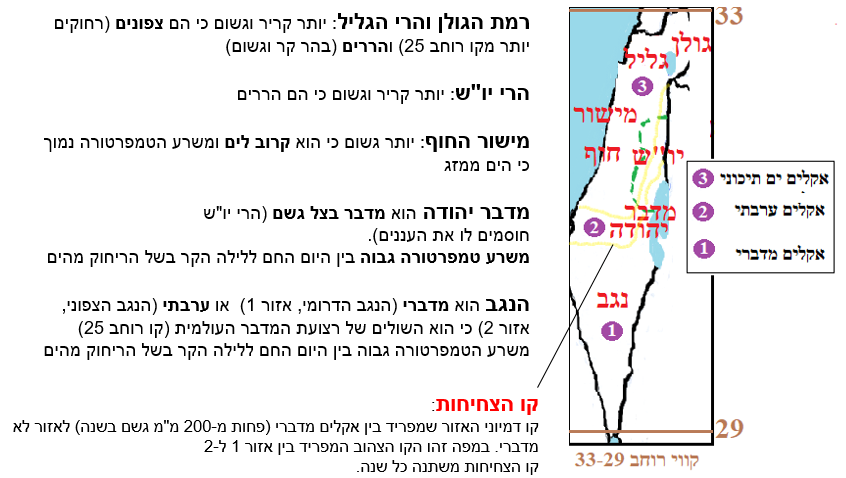 רמת הגולן והרי הגליל: יותר קריר וגשום כי הם צפונים (רחוקים
יותר מקו רוחב 25) והררים (בהר קר וגשום)
הרי יו"ש: יותר קריר וגשום כי הם הררים
מישור החוף: יותר גשום כי הוא קרוב לים ומשרע הטמפרטורה נמוך
כי הים ממזג
מדבר יהודה הוא מדבר בצל גשם (הרי יו"ש
חוסמים לו את העננים).
משרע טמפרטורה גבוה בין היום החם ללילה הקר בשל הריחוק מהים
הנגב הוא מדברי (הנגב הדרומי, אזור 1) או ערבתי (הנגב הצפוני,
אזור 2) כי הוא השולים של רצועת המדבר העולמית (קו רוחב 25)
משרע הטמפרטורה גבוה בין היום החם ללילה הקר בשל הריחוק מהים
קו הצחיחות:
קו דמיוני האזור שמפריד בין אקלים מדברי (פחות מ-200 מ"מ גשם בשנה) לאזור לא
מדברי. במפה זהו הקו הצהוב המפריד בין אזור 1 ל-2
קו הצחיחות משתנה כל שנה.
33
גולן
גליל
3
מישור
חוף
יו"ש
מדבר
יהודה
2
נגב
1
29
קווי רוחב 33-29
3 אקלים ים תיכוני
2 אקלים ערבתי
1 אקלים מדברי